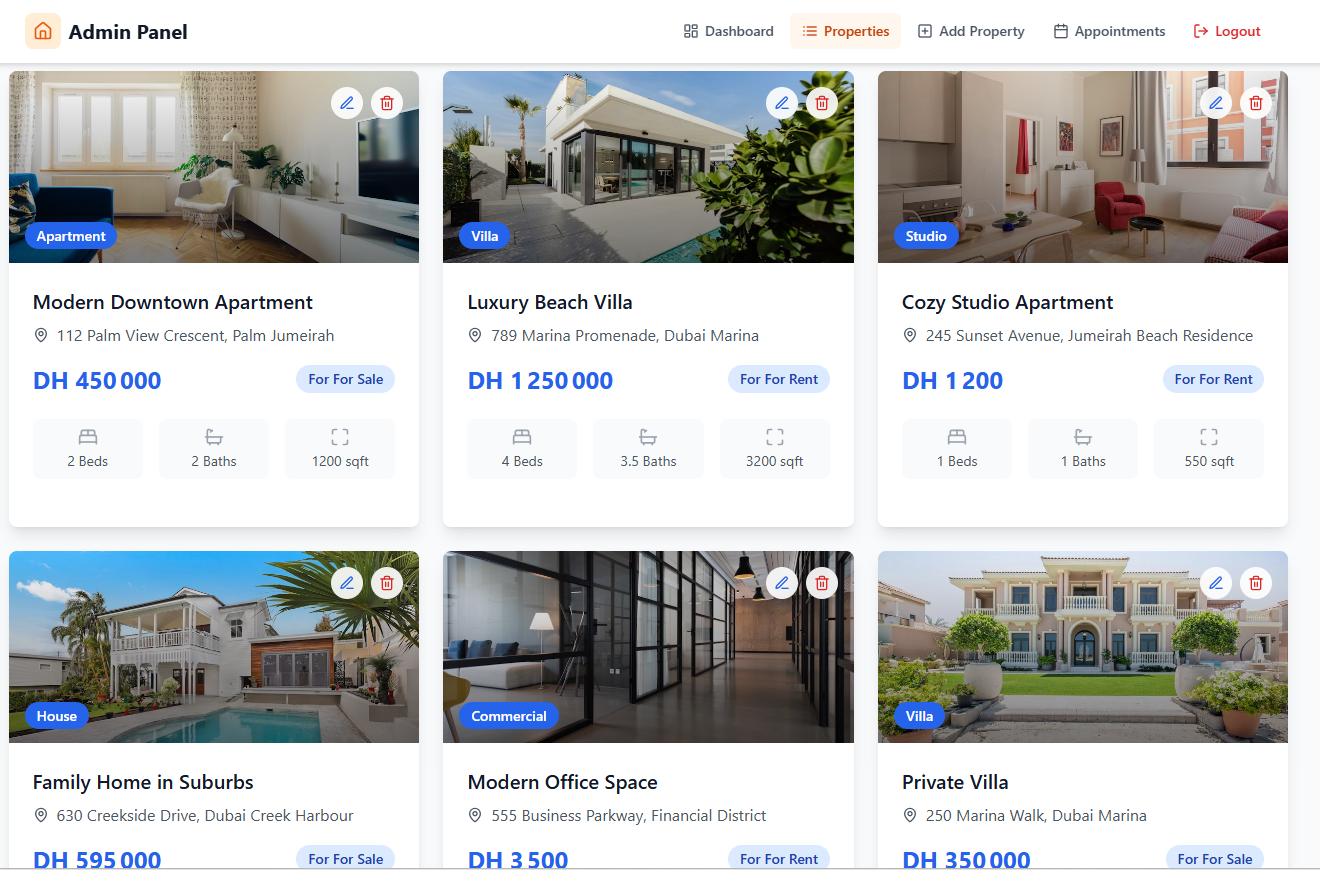 Admin Panel
Dashboard
Properties
Add Property
Appointments
Logout
Apartment
Modern Downtown Apartment
112 Palm View Crescent, Palm Jumeirah
DH 450 000
For For Sale
2 Beds
2 Baths
1200 sqft
Villa
Luxury Beach Villa
789 Marina Promenade, Dubai Marina
DH 1 250 000
For For Rent
4 Beds
3.5 Baths
3200 sqft
Studio
Cozy Studio Apartment
245 Sunset Avenue, Jumeirah Beach Residence
DH 1 200
For For Rent
1 Beds
1 Baths
550 sqft
House
Family Home in Suburbs
630 Creekside Drive, Dubai Creek Harbour
DH 595 000
For For Sale
Commercial
Modern Office Space
555 Business Parkway, Financial District
DH 3 500
For For Rent
Villa
Private Villa
250 Marina Walk, Dubai Marina
DH 350 000
For For Sale